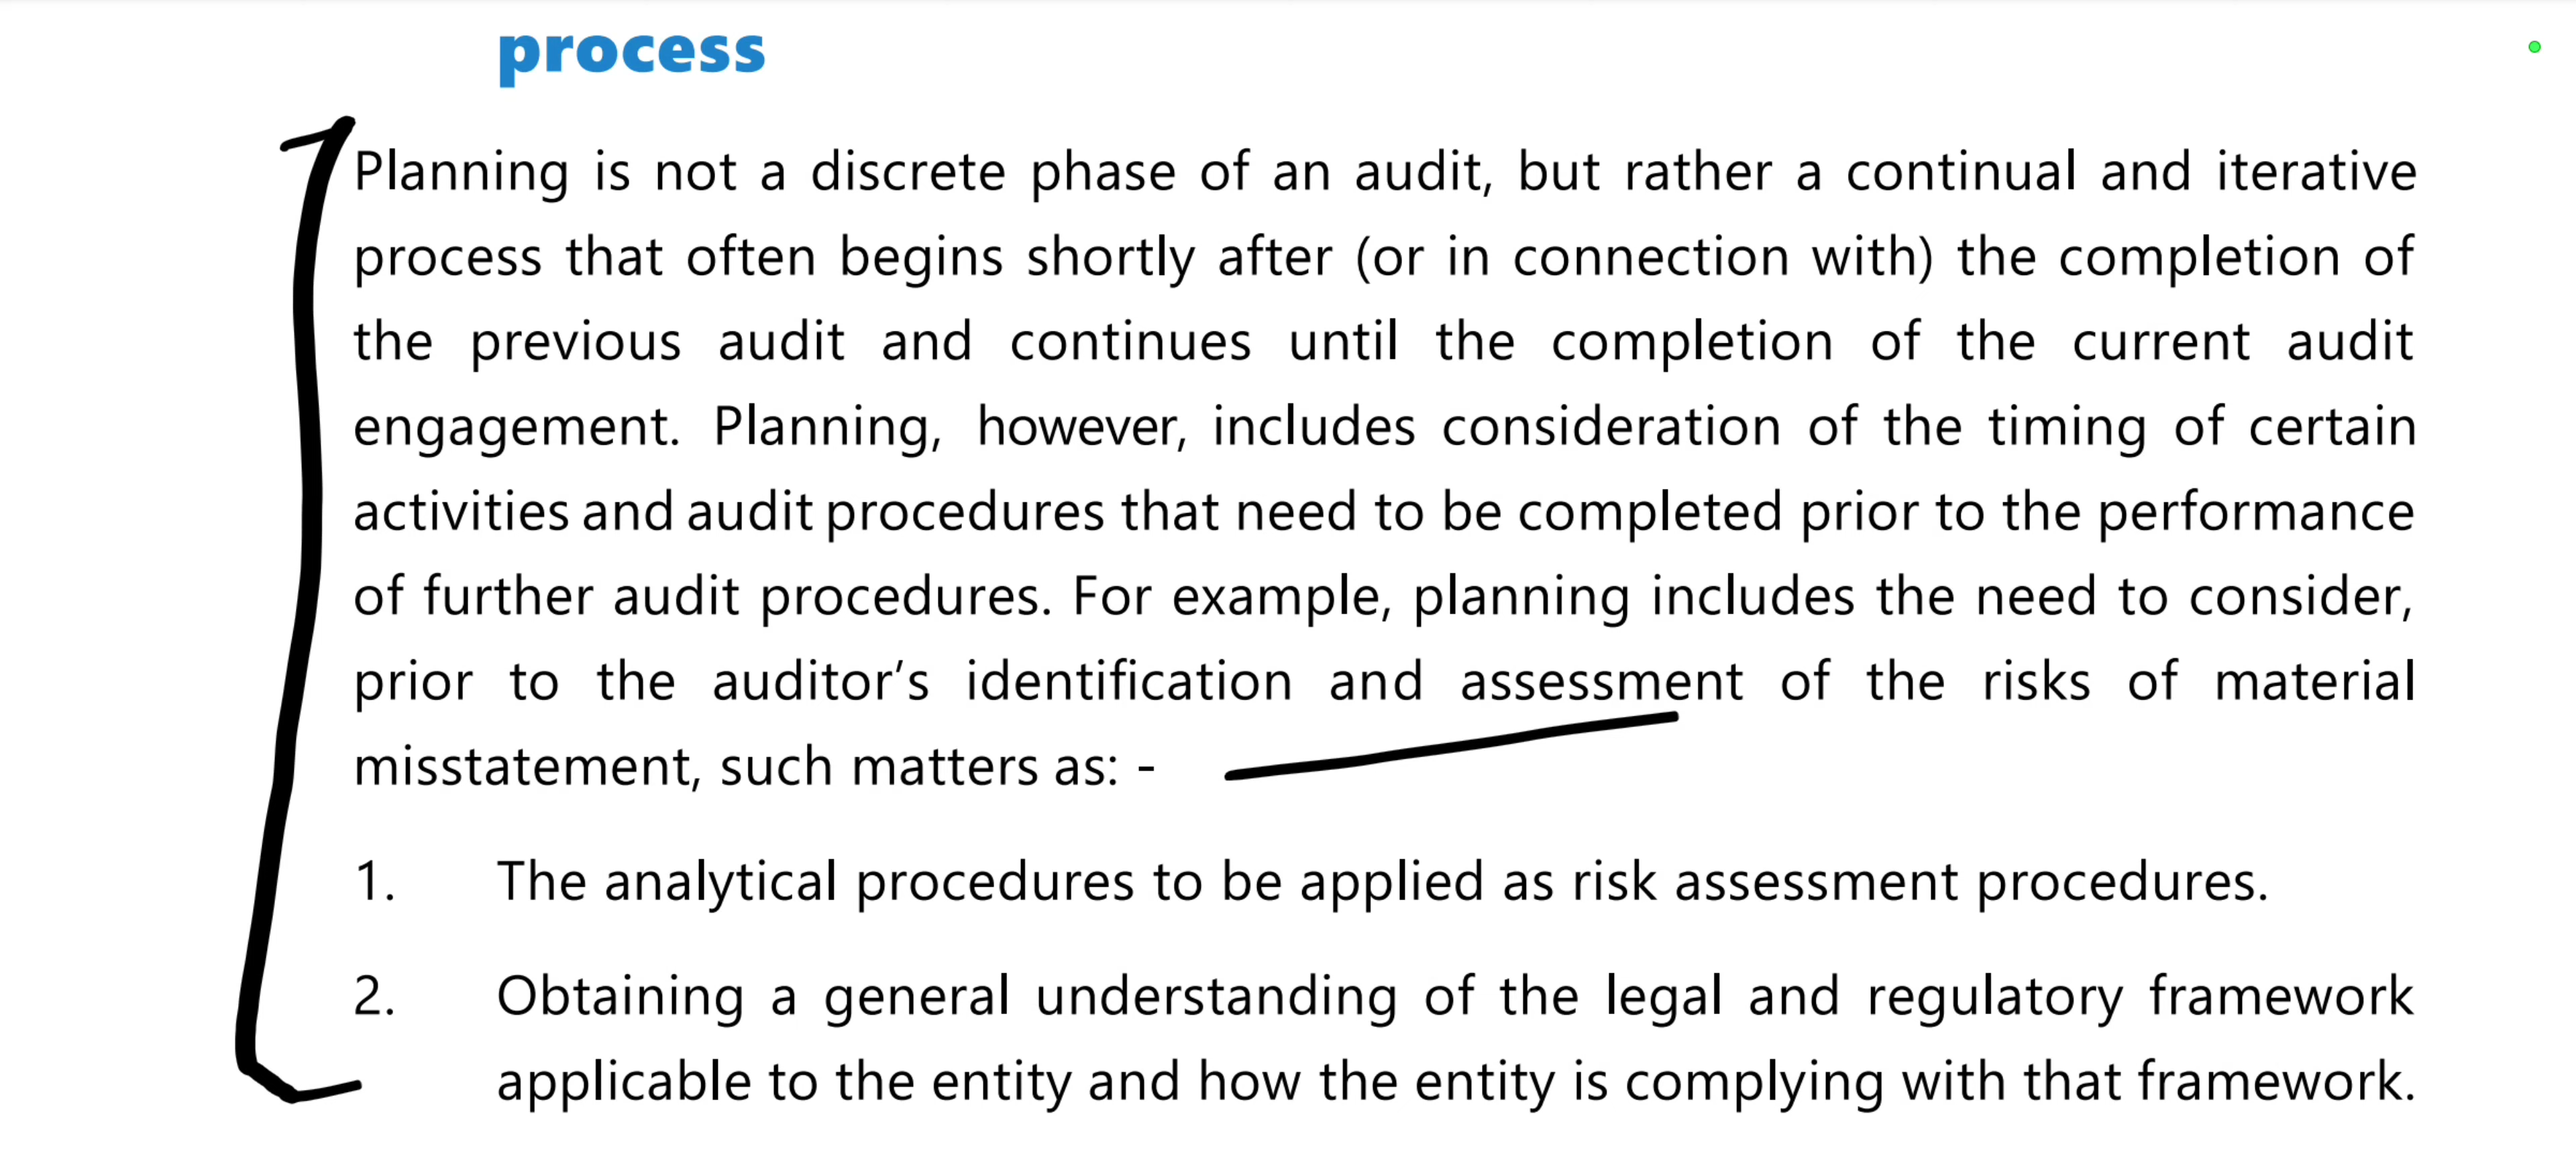 process
Planning is not a discrete phase of an audit, but rather a continual and iterative
process that often begins shortly after (or in connection with) the completion of
the previous audit and continues until the completion of the current audit
engagement. Planning, however, includes consideration of the timing of certain
activities and audit procedures that need to be completed prior to the performance
of further audit procedures. For example, planning includes the need to consider,
prior to the auditor’s identification and assessment of the risks of material
misstatement, such matters as: -
1. The analytical procedures to be applied as risk assessment procedures.
2. Obtaining a general understanding of the legal and regulatory framework
applicable to the entity and how the entity is complying with that framework.